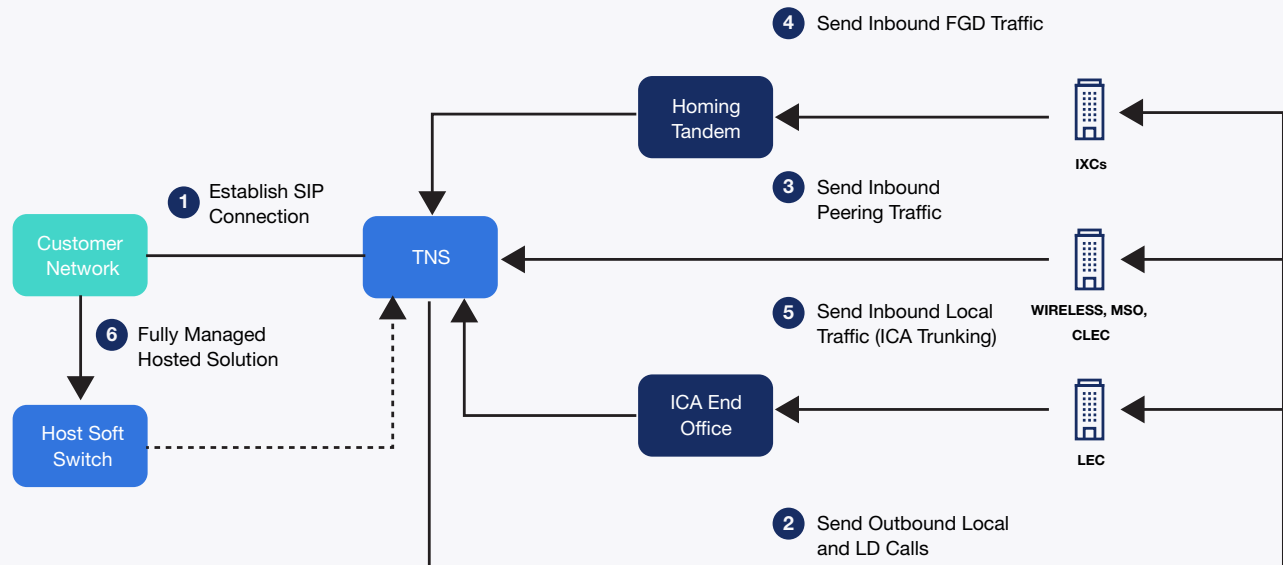 4 Send Inbound FGD Traffic
Homing
Tandem
IXCs
1 Establish SIP
Connection
3 Send Inbound
Peering Traffic
Customer
Network
TNS
WIRELESS, MSO,
CLEC
6 Fully Managed
Hosted Solution
5 Send Inbound Local
Traffic (ICA Trunking)
Host Soft
Switch
ICA End
Office
LEC
2 Send Outbound Local
and LD Calls